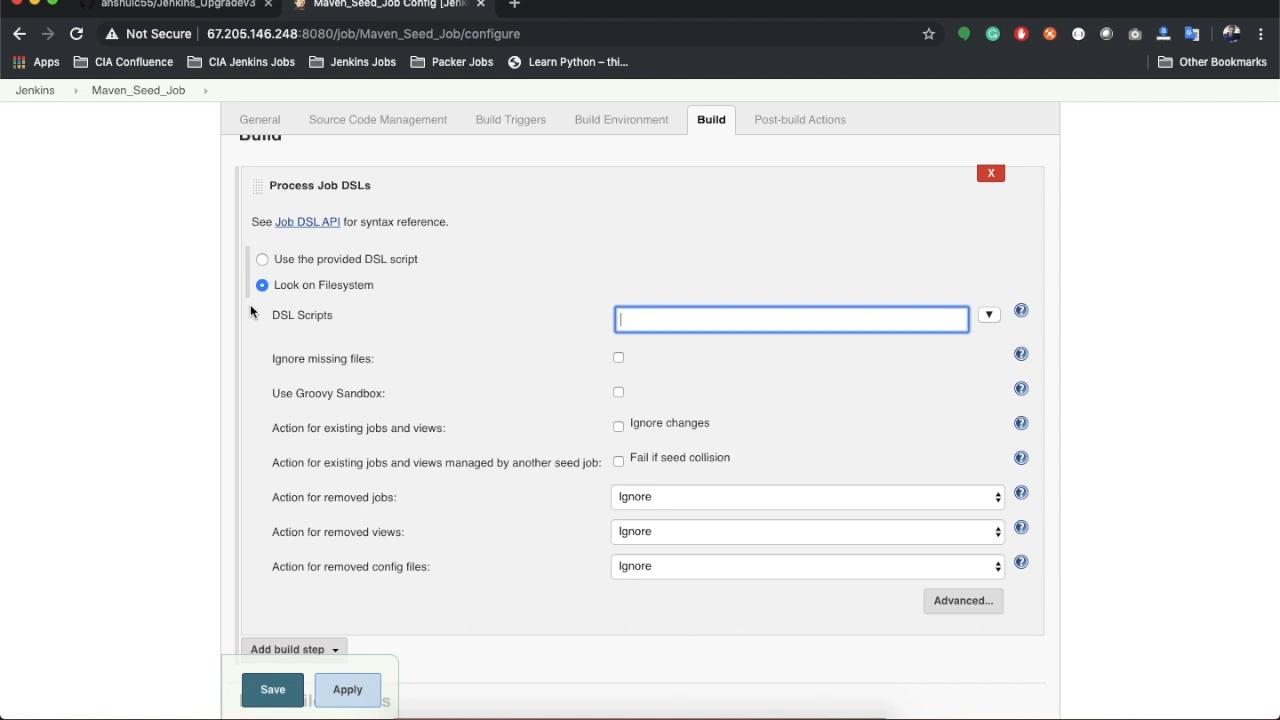 anshulc55/Jenkins_Upgradev3
Maven_Seed_Job Config [Jenk
Not Secure 67.205.146.248:8080/job/Maven_Seed_Job/configure
Apps CIA Confluence CIA Jenkins Jobs Jenkins Jobs Packer Jobs Learn Python – thi... Other Bookmarks
Jenkins Maven_Seed_Job
General Source Code Management Build Triggers Build Environment Build Post-build Actions
Build
Process Job DSLs
X
See Job DSL API for syntax reference.
Use the provided DSL script
Look on Filesystem
DSL Scripts
Ignore missing files:
Use Groovy Sandbox:
Action for existing jobs and views: Ignore changes
Action for existing jobs and views managed by another seed job: Fail if seed collision
Action for removed jobs: Ignore
Action for removed views: Ignore
Action for removed config files: Ignore
Advanced...
Add build step
Save Apply